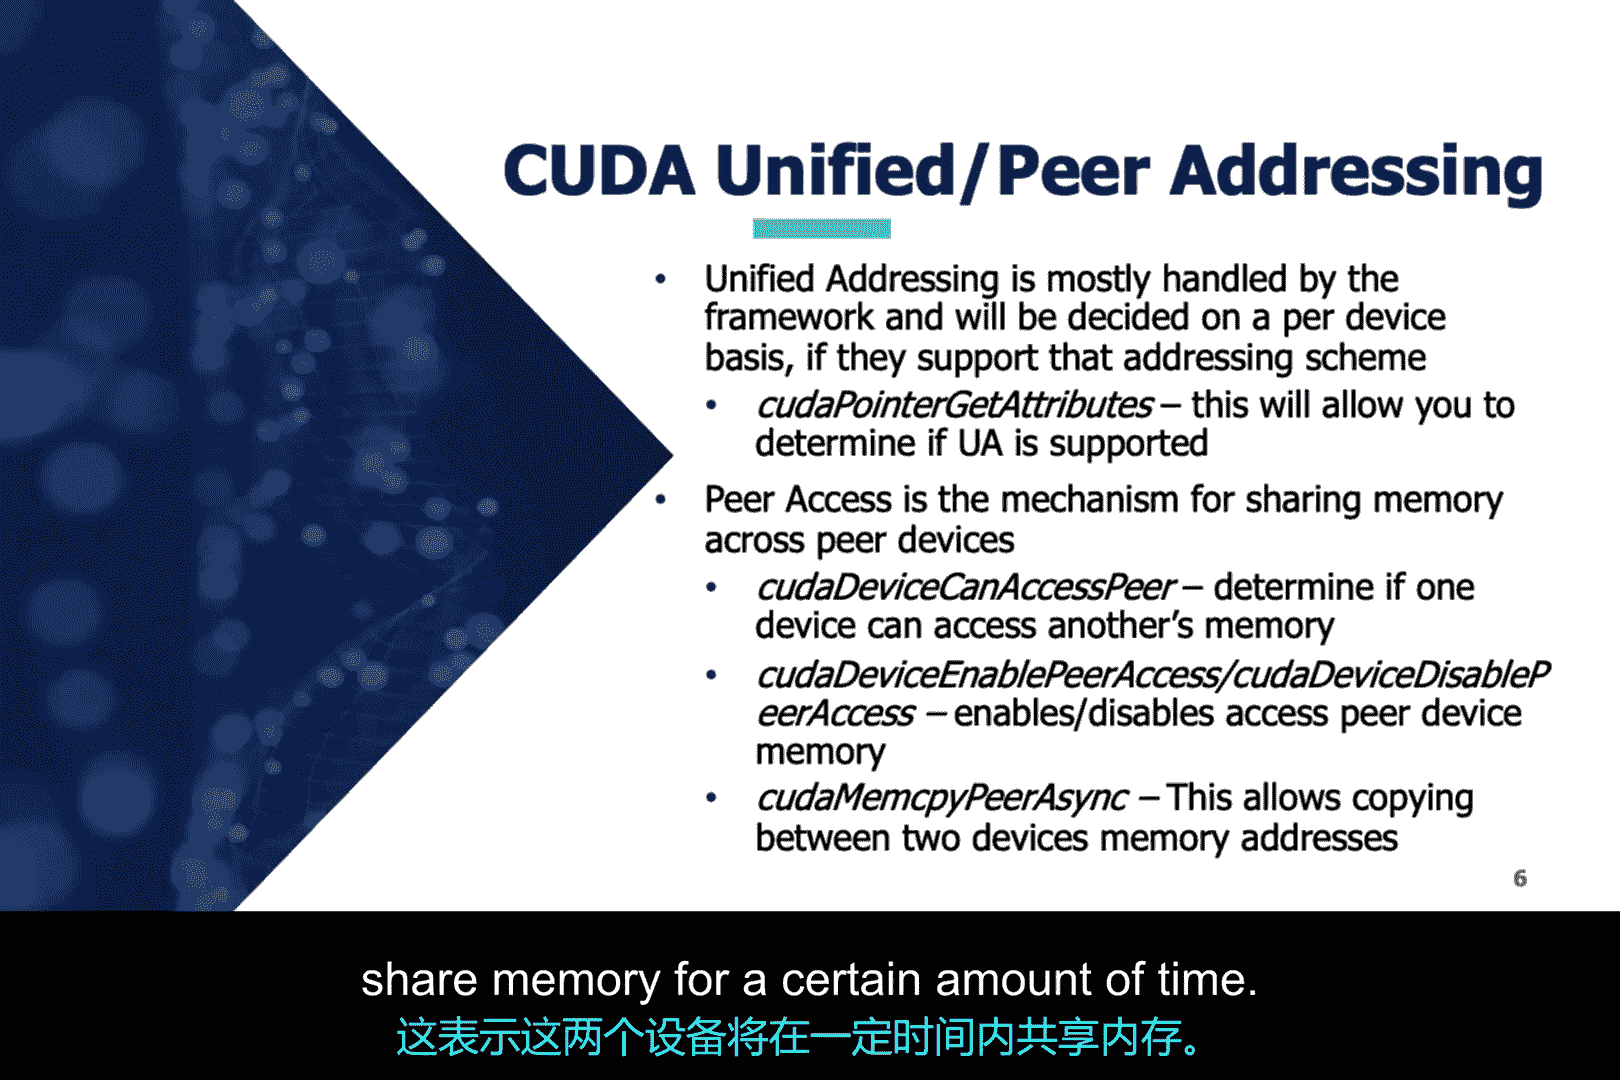 CUDA Unified/Peer Addressing
• Unified Addressing is mostly handled by the
framework and will be decided on a per device
basis, if they support that addressing scheme
• cudaPointerGetAttributes – this will allow you to
determine if UA is supported
• Peer Access is the mechanism for sharing memory
across peer devices
• cudaDeviceCanAccessPeer – determine if one
device can access another’s memory
• cudaDeviceEnablePeerAccess/cudaDeviceDisableP
eerAccess – enables/disables access peer device
memory
• cudaMemcpyPeerAsync – This allows copying
between two devices memory addresses
6
share memory for a certain amount of time.
这表示这两个设备将在一定时间内共享内存。